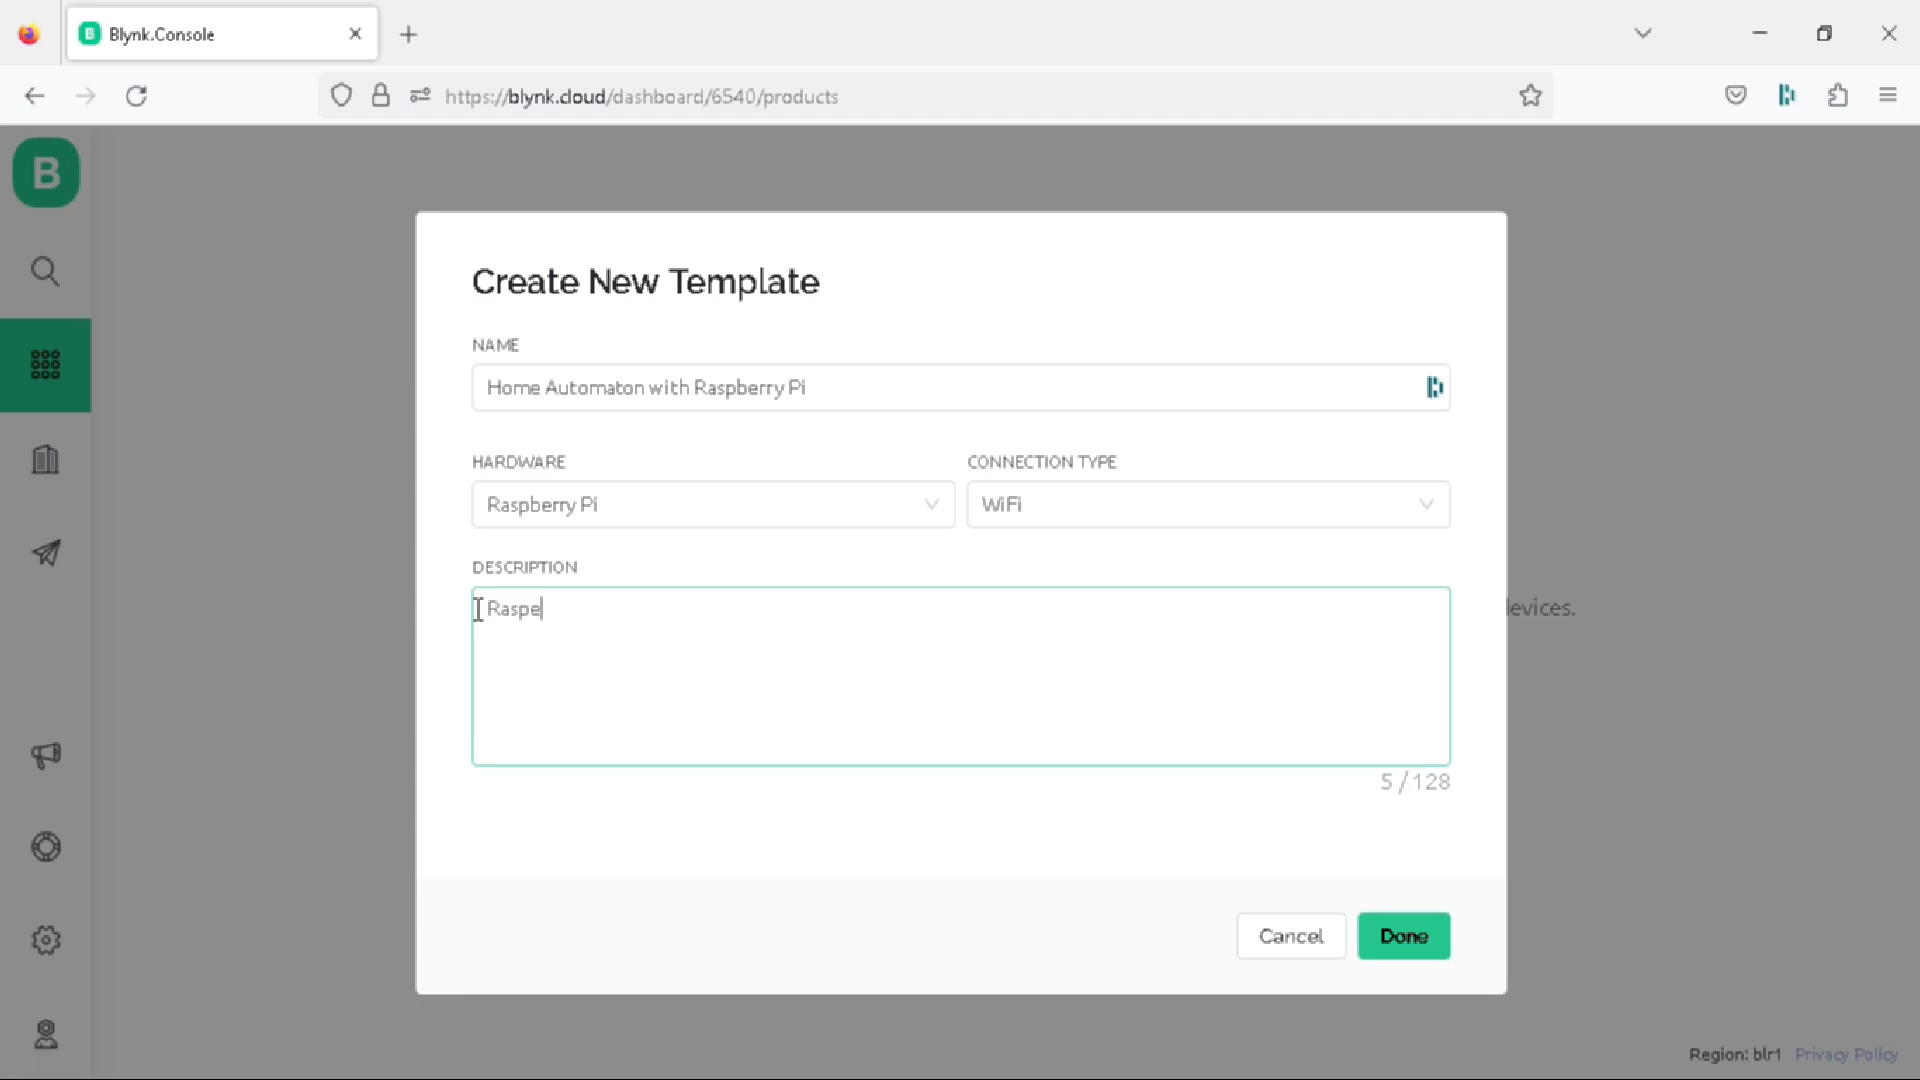 Blynk.Console
https://blynk.cloud/dashboard/6540/products
B
Create New Template
NAME
Home Automaton with Raspberry Pi
HARDWARE
CONNECTION TYPE
Raspberry Pi
WiFi
DESCRIPTION
Raspe
evices.
5 / 128
Cancel
Done
Region: blr1 Privacy Policy